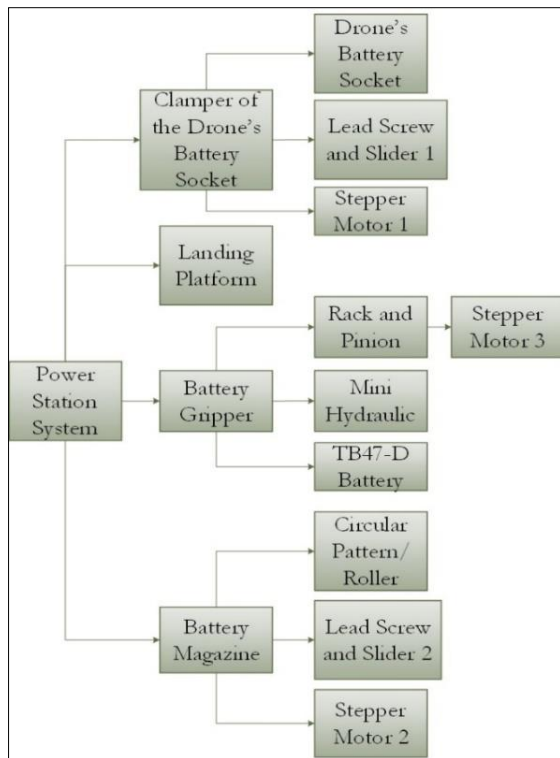 Drone's
Battery
Socket
Clamper of
the Drone's
Battery
Socket
Lead Screw
and Slider 1
Stepper
Motor 1
Landing
Platform
Rack and
Pinion
Stepper
Motor 3
Power
Station
System
Battery
Gripper
Mini
Hydraulic
TB47-D
Battery
Circular
Pattern/
Roller
Battery
Magazine
Lead Screw
and Slider 2
Stepper
Motor 2